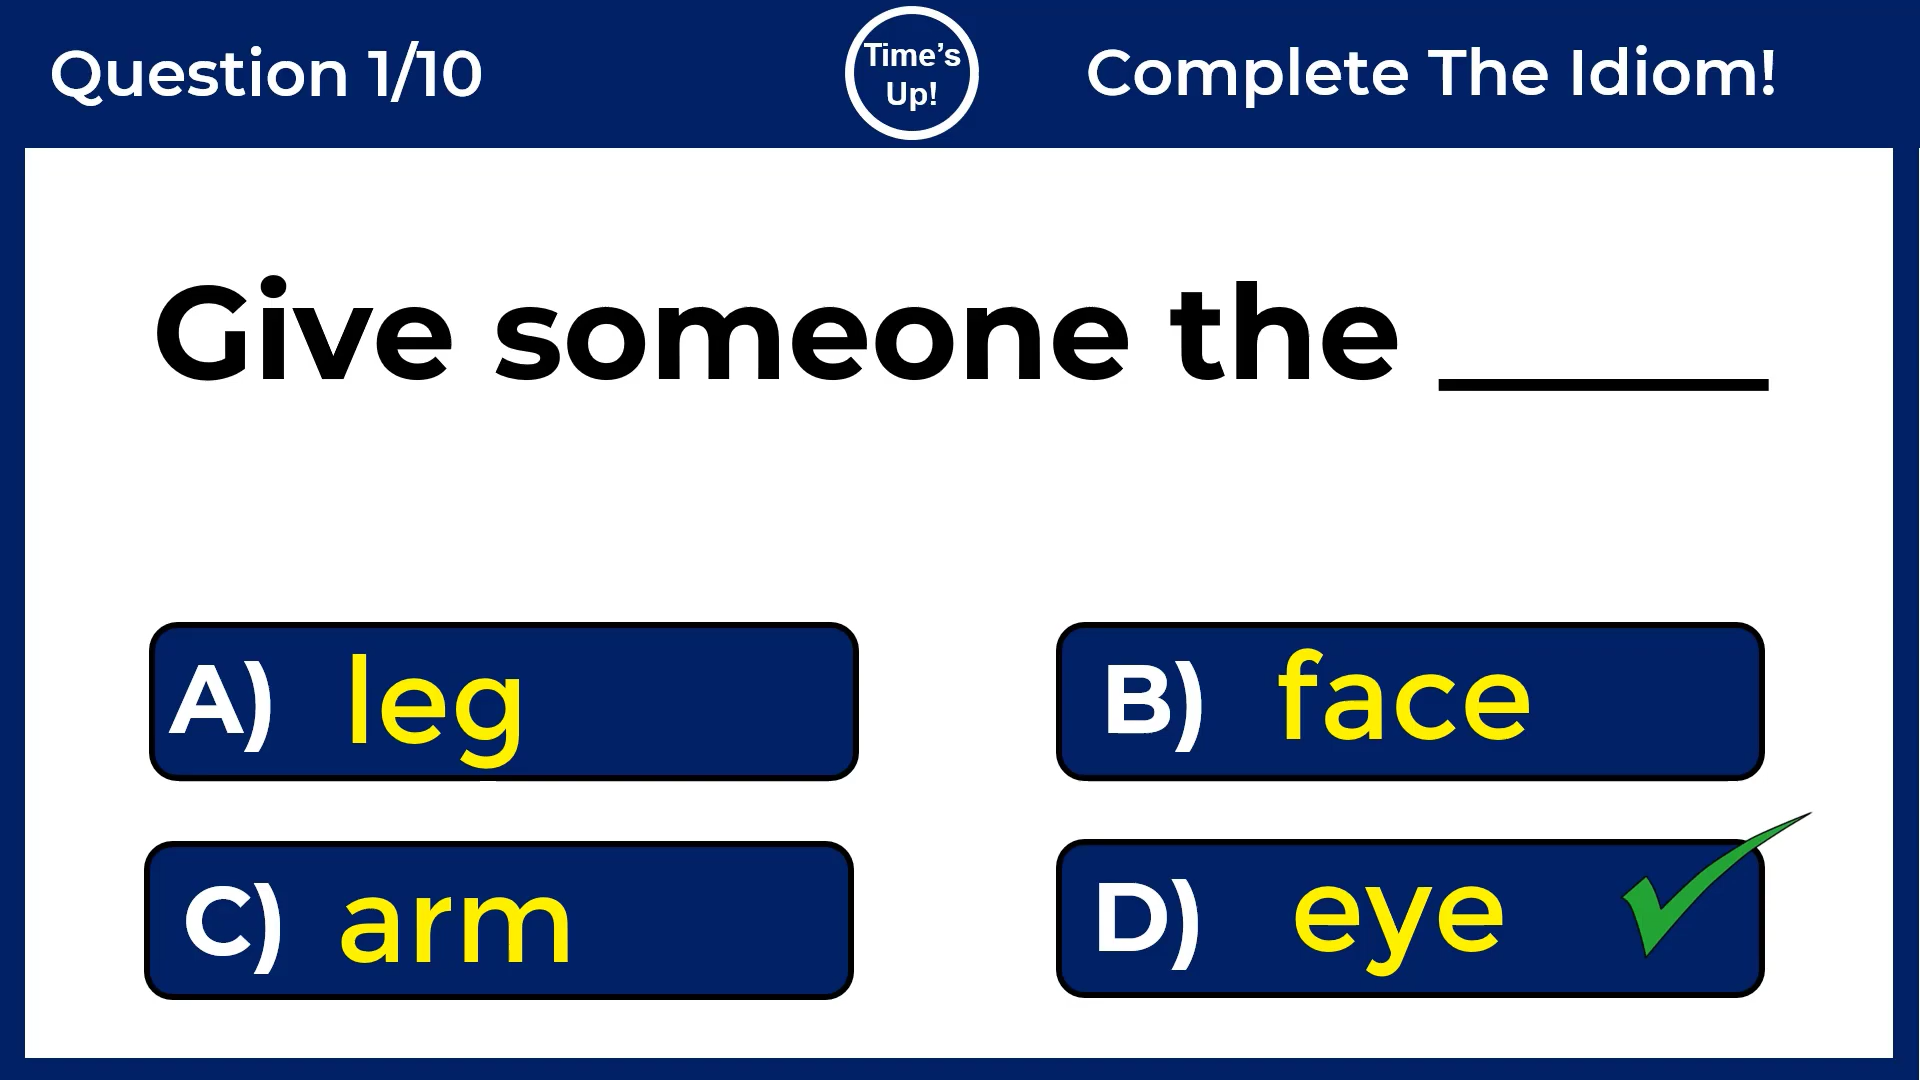 Question 1/10
Time's
Up!
Complete The Idiom!
Give someone the _____
A) leg
B) face
C) arm
D) eye